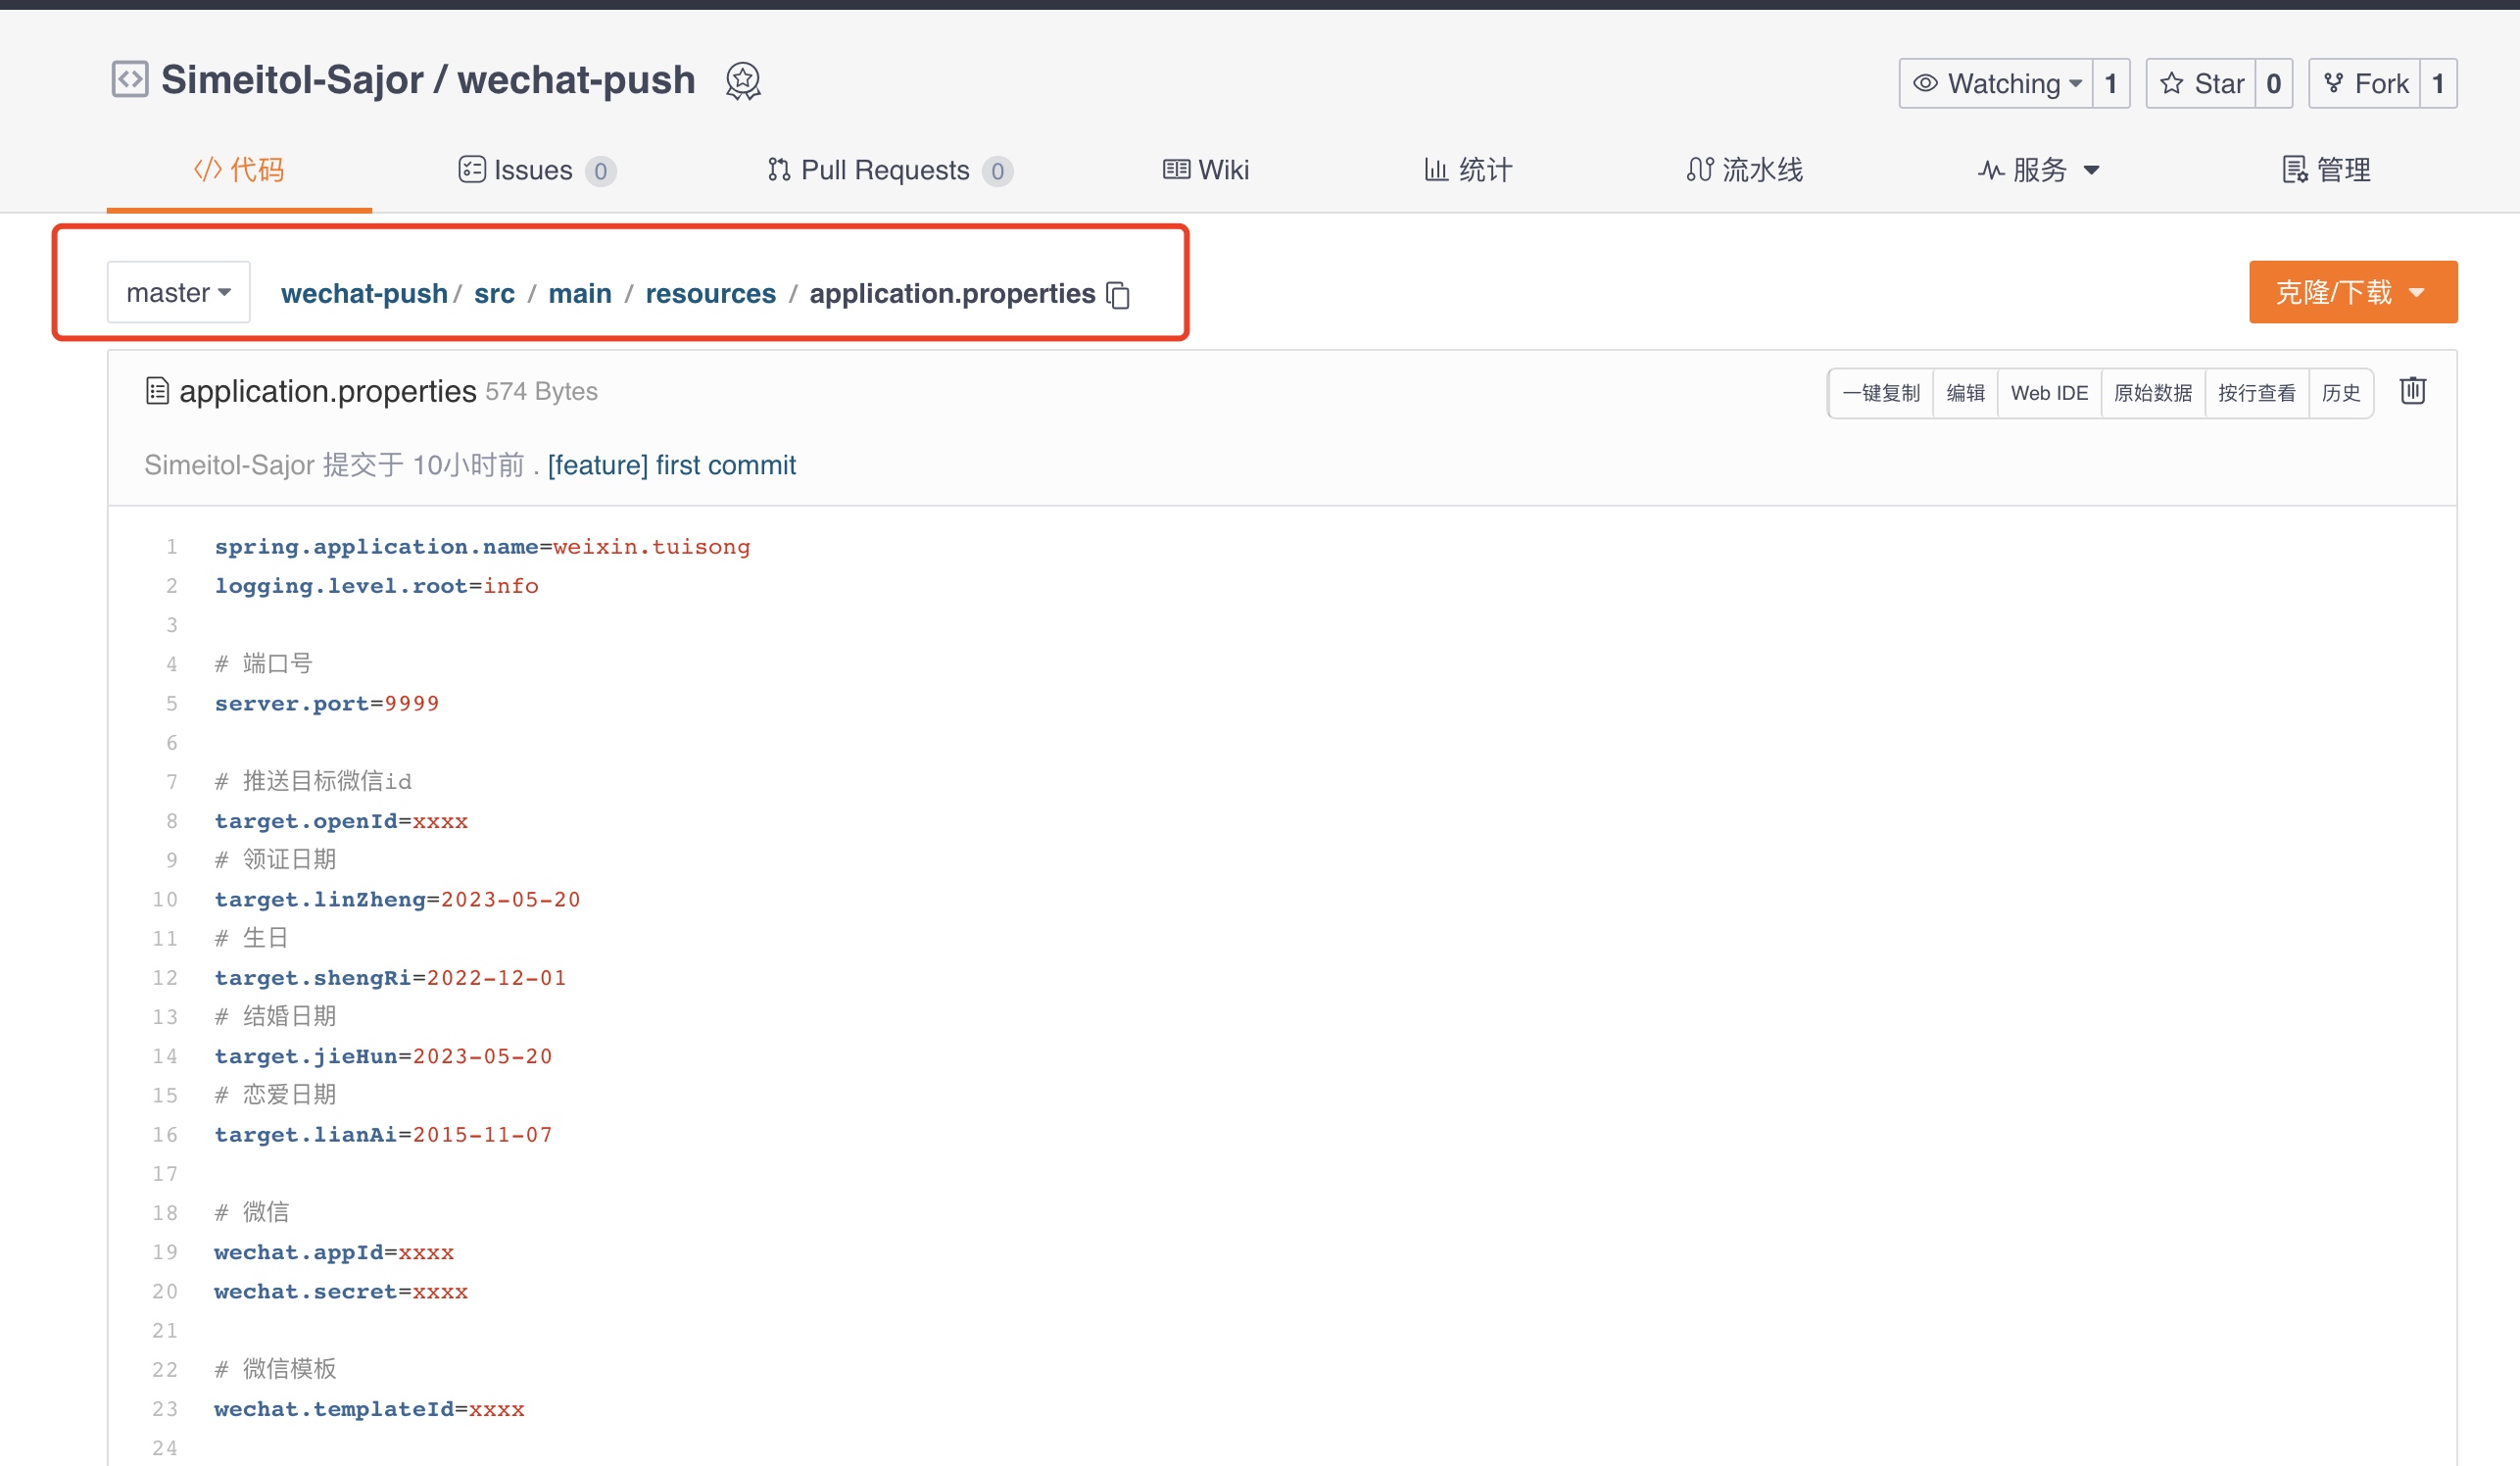 Simeitol-Sajor / wechat-push
Watching 1 Star 0 Fork 1
代码 Issues 0 Pull Requests 0 Wiki 统计 流水线 服务 管理
master wechat-push / src / main / resources / application.properties
克隆/下载
application.properties 574 Bytes
一键复制 编辑 Web IDE 原始数据 按行查看 历史
Simeitol-Sajor 提交于 10小时前 . [feature] first commit
1 spring.application.name=weixin.tuisong
2 logging.level.root=info
3
4 # 端口号
5 server.port=9999
6
7 # 推送目标微信id
8 target.openId=xxxx
9 # 领证日期
10 target.linZheng=2023-05-20
11 # 生日
12 target.shengRi=2022-12-01
13 # 结婚日期
14 target.jieHun=2023-05-20
15 # 恋爱日期
16 target.lianAi=2015-11-07
17
18 # 微信
19 wechat.appId=xxxx
20 wechat.secret=xxxx
21
22 # 微信模板
23 wechat.templateId=xxxx
24